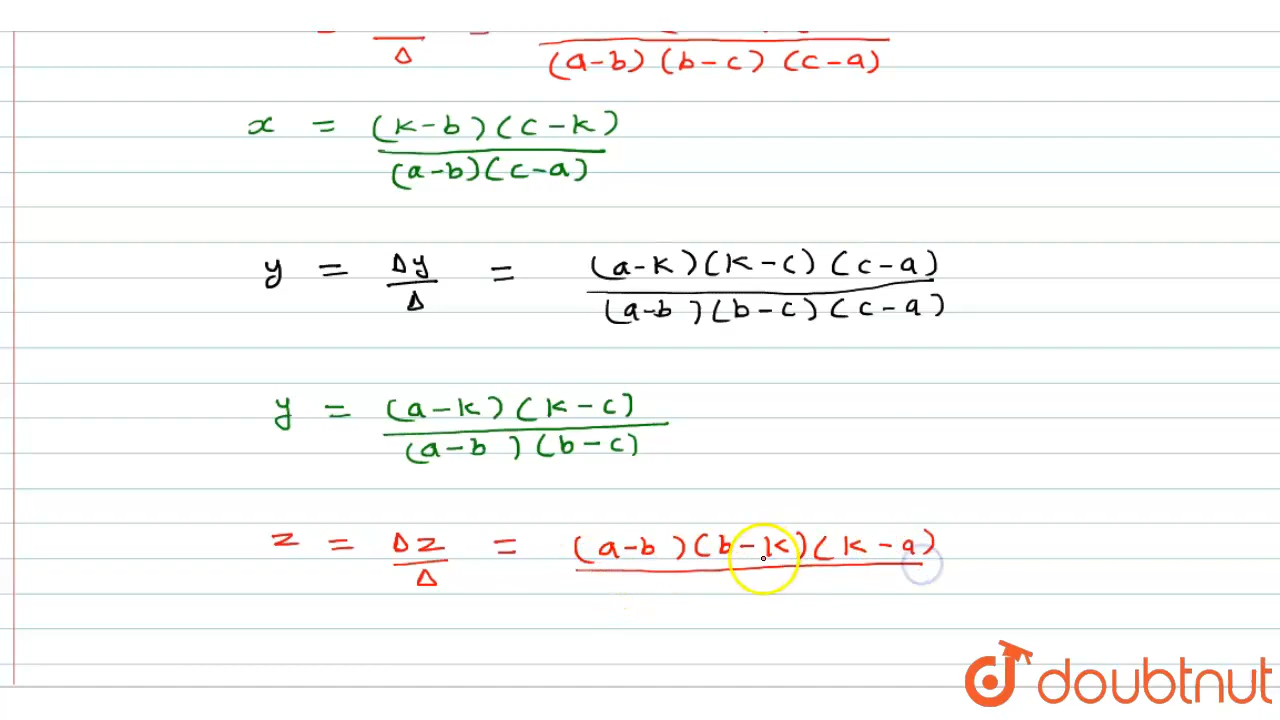 Δ (a-b) (b-c) (c-a)
x = (k-b)(c-k)
(a-b)(c-a)
y = Δy = (a-k)(k-c)(c-a)
Δ (a-b)(b-c)(c-a)
y = (a-k)(k-c)
(a-b)(b-c)
z = Δz = (a-b)(b-k)(k-a)
Δ
doubtnut